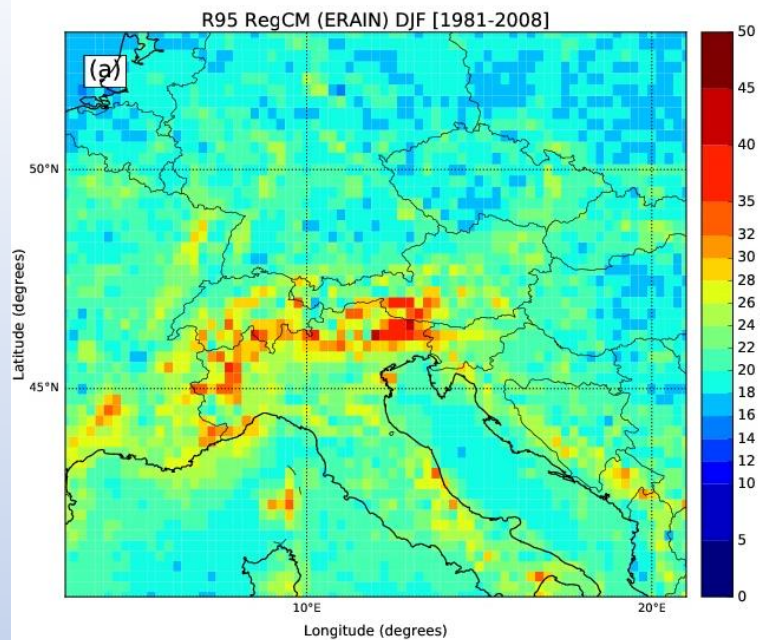 R95 RegCM (ERAIN) DJF [1981-2008]
(a)
50°N
45°N
10°E
20°E
Latitude (degrees)
Longitude (degrees)
50
45
40
35
32
30
28
26
24
22
20
18
16
14
12
10
5
0